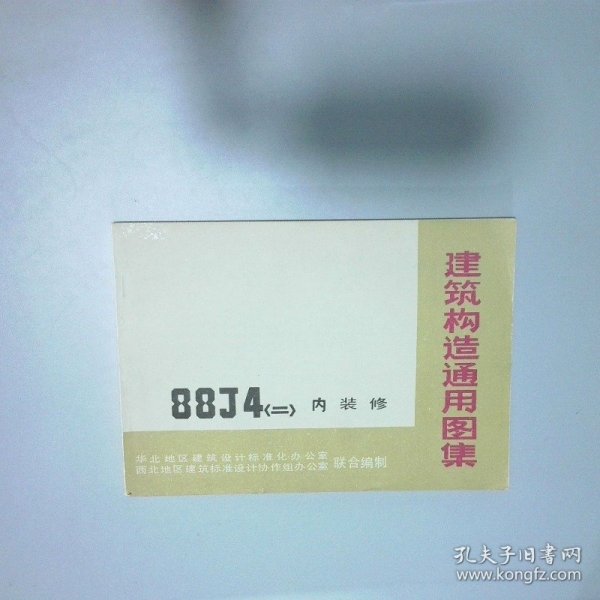 建筑构造通用图集
88J4〈二〉 内装修
华北地区建筑设计标准化办公室
西北地区建筑标准设计协作组办公室
联合编制
孔夫子旧书网
www.kongfz.com